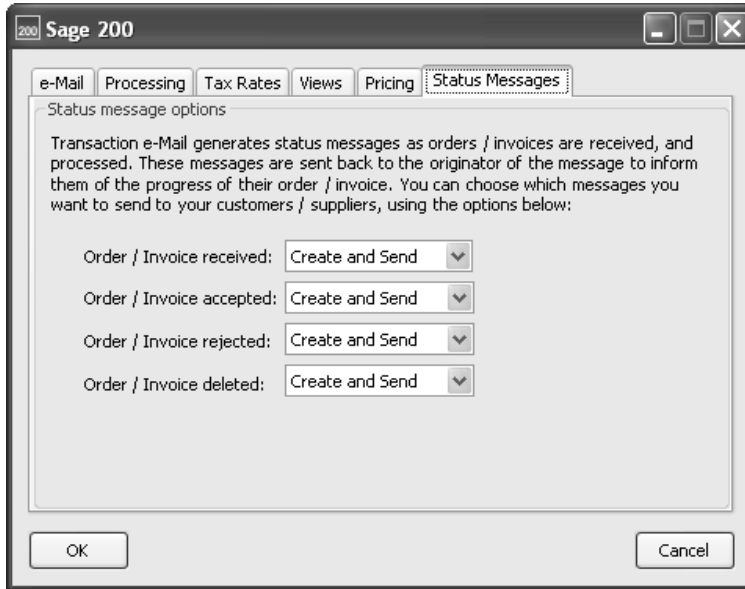 200 Sage 200
e-Mail Processing Tax Rates Views Pricing Status Messages
Status message options
Transaction e-Mail generates status messages as orders / invoices are received, and
processed. These messages are sent back to the originator of the message to inform
them of the progress of their order / invoice. You can choose which messages you
want to send to your customers / suppliers, using the options below:
Order / Invoice received: Create and Send
Order / Invoice accepted: Create and Send
Order / Invoice rejected: Create and Send
Order / Invoice deleted: Create and Send
OK Cancel